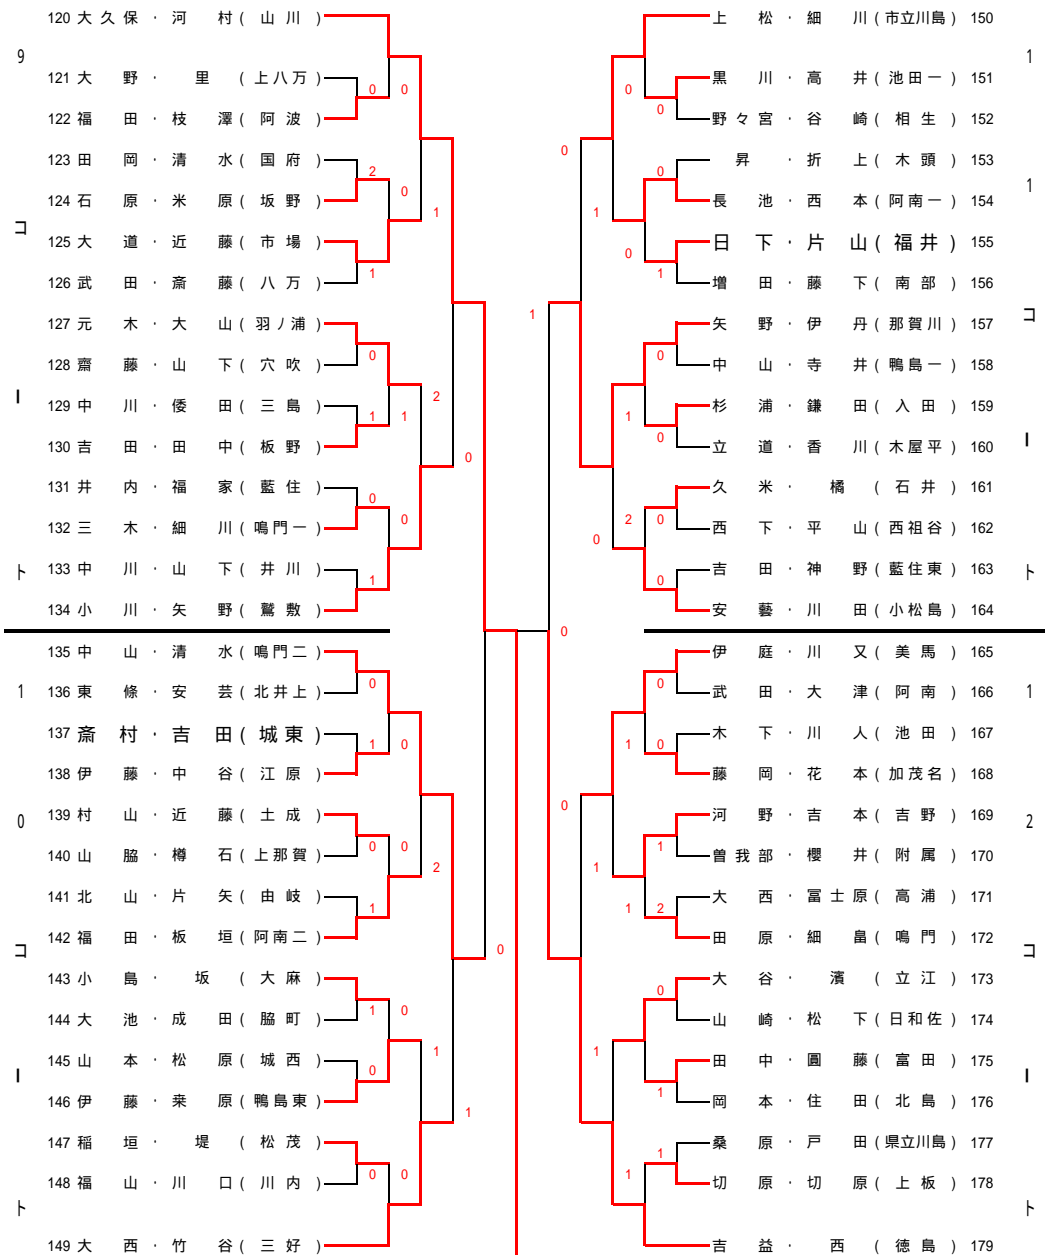 120 大久保・河村(山川)
9
121 大野・里(上八万)
0 0
122 福田・枝澤(阿波)
123 田岡・清水(国府)
2
0
124 石原・米原(坂野)
1
コ
125 大道・近藤(市場)
1
126 武田・斎藤(八万)
127 元木・大山(羽ノ浦)
0
128 齋藤・山下(穴吹)
ー
2
129 中川・倭田(三島)
1 1
130 吉田・田中(板野)
0
131 井内・福家(藍住)
0
0
132 三木・細川(鳴門一)
ト
133 中川・山下(井川)
1
134 小川・矢野(鷲敷)
135 中山・清水(鳴門二)
0
1
136 東條・安芸(北井上)
137 斎村・吉田(城東)
1 0
138 伊藤・中谷(江原)
0
139 村山・近藤(土成)
0 0
140 山脇・樽石(上那賀)
2
141 北山・片矢(由岐)
1
142 福田・板垣(阿南二)
コ
0
143 小島・坂(大麻)
1 0
144 大池・成田(脇町)
1
145 山本・松原(城西)
0
ー
146 伊藤・来原(鴨島東)
1
147 稲垣・堤(松茂)
0 0
148 福山・川口(川内)
ト
149 大西・竹谷(三好)
上松・細川(市立川島) 150
1
黒川・高井(池田一) 151
0
0
野々宮・谷崎(相生) 152
0
昇・折上(木頭) 153
0
1
長池・西本(阿南一) 154
1
日下・片山(福井) 155
0
1
増田・藤下(南部) 156
1
コ
矢野・伊丹(那賀川) 157
0
中山・寺井(鴨島一) 158
杉浦・鎌田(入田) 159
1
0
ー
立道・香川(木屋平) 160
久米・橘(石井) 161
2 0
西下・平山(西祖谷) 162
0
吉田・神野(藍住東) 163
0
ト
安藝・川田(小松島) 164
0
伊庭・川又(美馬) 165
0
武田・大津(阿南) 166
1
木下・川人(池田) 167
1 0
藤岡・花本(加茂名) 168
0
河野・吉本(吉野) 169
2
1
曽我部・櫻井(附属) 170
1
大西・冨士原(高浦) 171
1 2
田原・細畠(鳴門) 172
コ
大谷・濱(立江) 173
0
山崎・松下(日和佐) 174
1
田中・圓藤(富田) 175
1
ー
岡本・住田(北島) 176
桑原・戸田(県立川島) 177
1
1
切原・切原(上板) 178
ト
吉益・西(徳島) 179